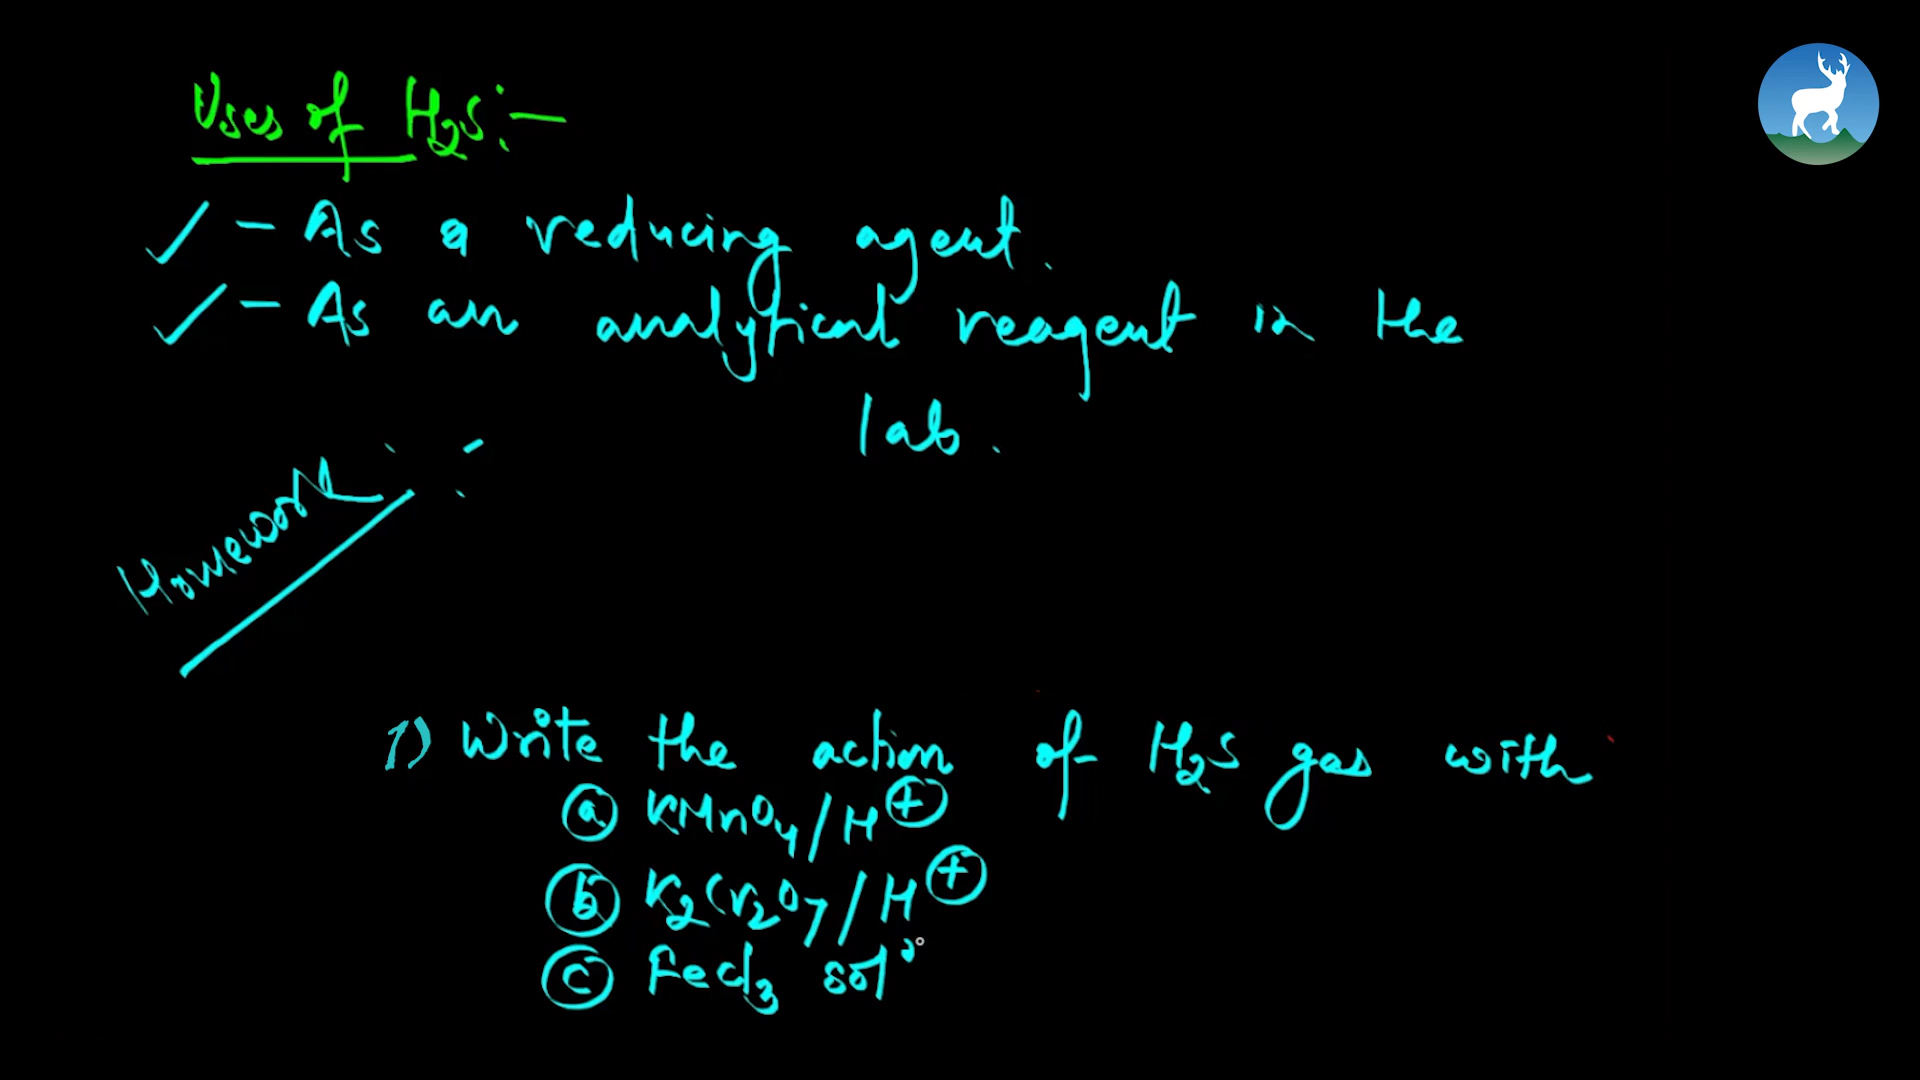 Uses of H₂S:-
✓ - As a reducing agent.
✓ - As an analytical reagent in the
lab.
Homework :-
1) Write the action of H₂S gas with
ⓐ KMnO₄/H⊕
ⓑ K₂Cr₂O₇/H⊕
ⓒ FeCl₃ solⁿ